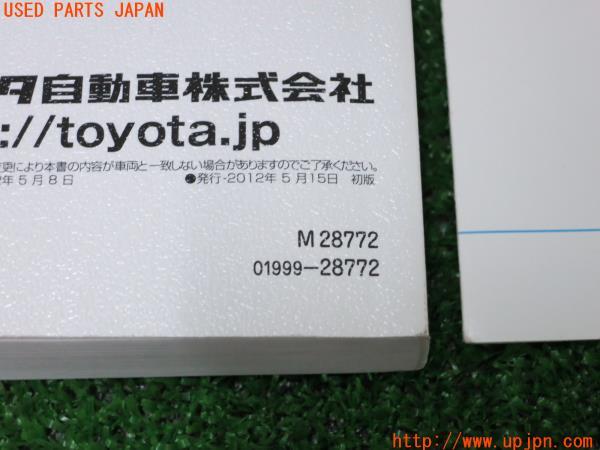 USED PARTS JAPAN
タ自動車株式会社
://toyota.jp
変更により本書の内容が車両と一致しない場合がありますのでご了承ください。
年5月8日 ●発行-2012年5月15日 初版
M28772
01999-28772
http://www.upjpn.com/